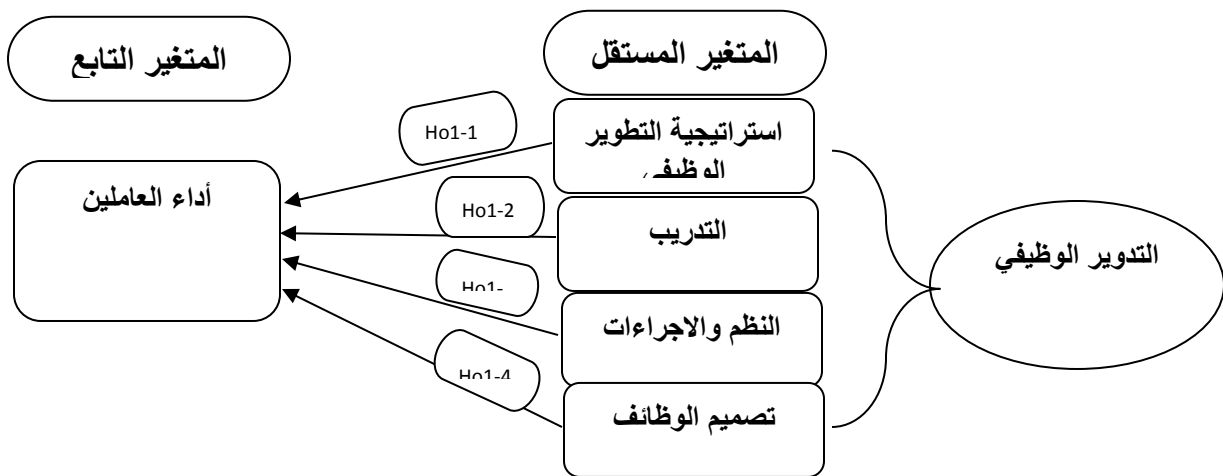 المتغير المستقل
المتغير التابع
استراتيجية التطوير
الوظيفي
Ho1-1
التدريب
Ho1-2
أداء العاملين
التدوير الوظيفي
النظم والاجراءات
Ho1-
تصميم الوظائف
Ho1-4